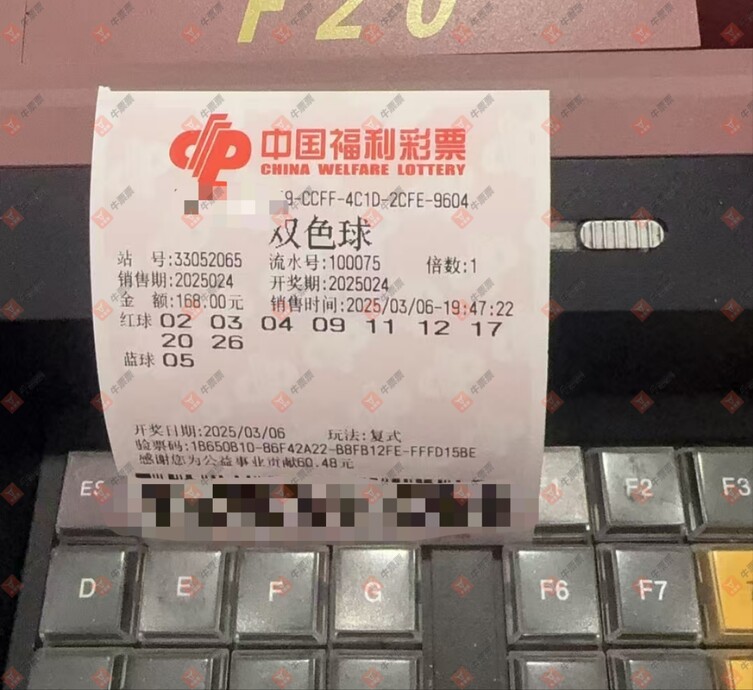 F20
中国福利彩票
CHINA WELFARE LOTTERY
9-CCFF-4C1D-2CFE-9604
双色球
站 号:33052065 流水号:100075 倍数:1
销售期:2025024 开奖期:2025024
金 额:168.00元 销售时间:2025/03/06-19:47:22
红球 02 03 04 09 11 12 17
20 26
蓝球 05
开奖日期:2025/03/06 玩法:复式
验票码:1B650B10-B6F42A22-B8FB12FE-FFFD15BE
感谢您为公益事业贡献60.48元
F2 F3
D E F G F6 F7
牛票票